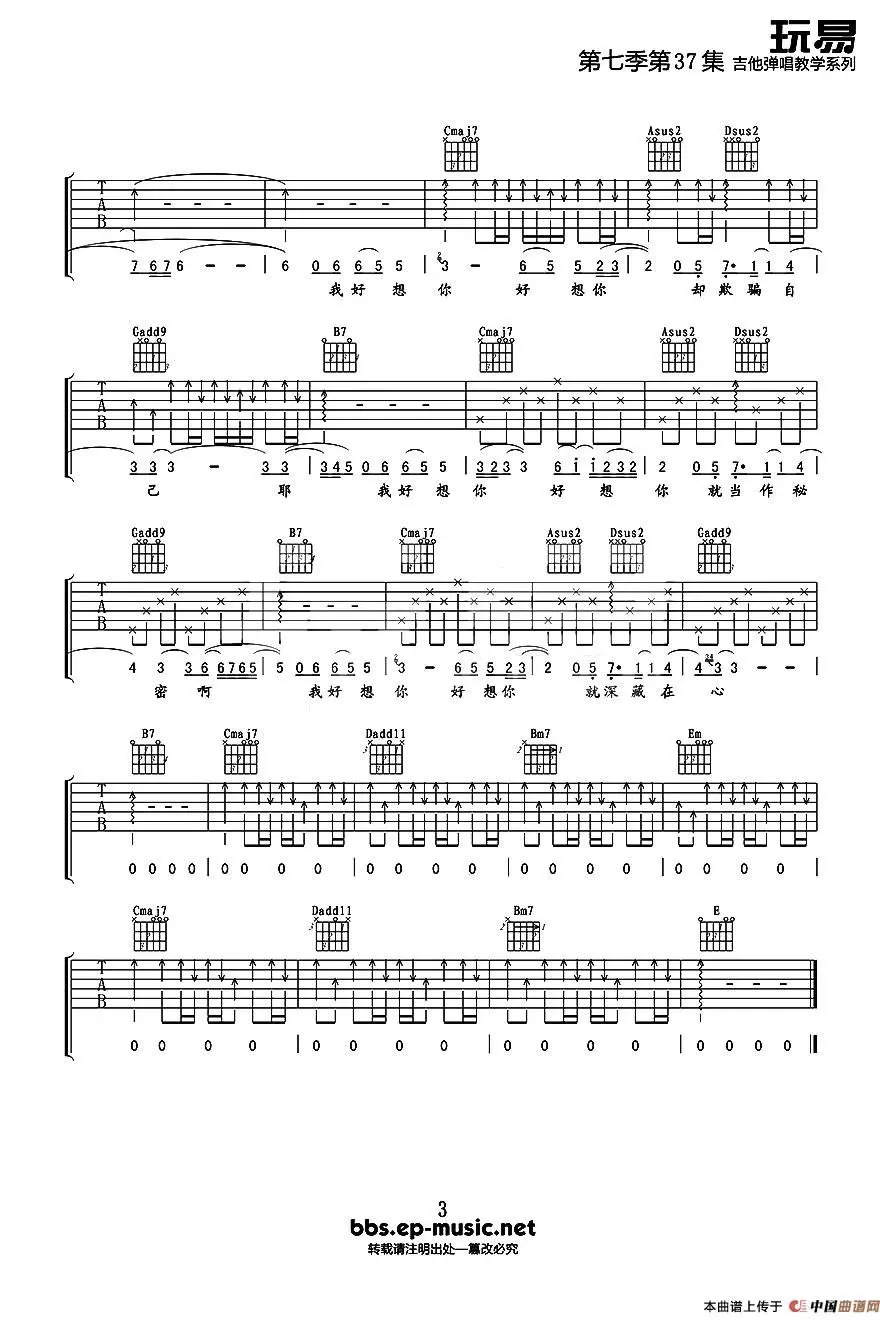 玩易
第七季第37集 吉他弹唱教学系列
Cmaj7 Asus2 Dsus2
T A B
7 6 7 6 - - | 6 0 6 6 5 5 | 3 - 6 5 5 2 3 | 2 0 5 7· 1 1 4
我好想你 好想你 却欺骗自
Gadd9 B7 Cmaj7 Asus2 Dsus2
T A B
3 3 3 - 3 3 | 3 4 5 0 6 6 5 5 | 3 2 3 3 6 i i 2 3 2 | 2 0 5 7· 1 1 4
己 耶 我好想你 好想你 就当作秘
Gadd9 B7 Cmaj7 Asus2 Dsus2 Gadd9
T A B
4 3 3 6 6 7 6 5 | 5 0 6 6 5 5 | 3 - 6 5 5 2 3 | 2 0 5 7· 1 1 4 | 4 3 3 - -
密啊 我好想你 好想你 就深藏在心
B7 Cmaj7 Dadd11 Bm7 Em
T A B
0 0 0 0 | 0 0 0 0 | 0 0 0 0 | 0 0 0 0 | 0 0 0 0 |
Cmaj7 Dadd11 Bm7 E
T A B
0 0 0 0 | 0 0 0 0 | 0 0 0 0 | 0 0 0 0
3
bbs.ep-music.net
转载请注明出处—篡改必究
本曲谱上传于 中国曲谱网